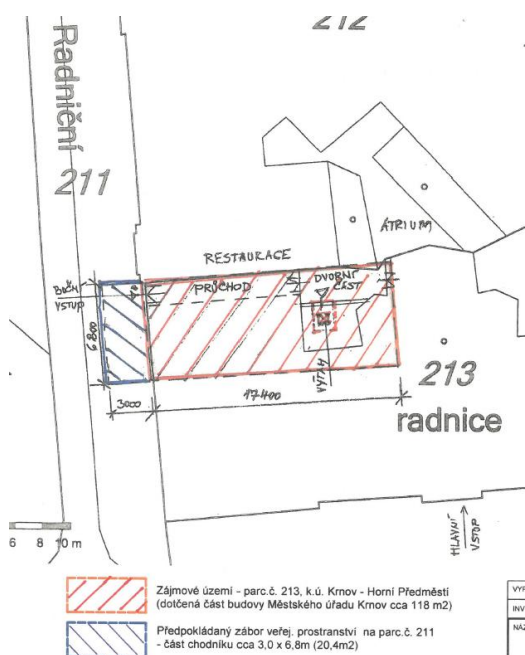 212
Radniční
211
ATRIUM
RESTAURACE
BOČNÍ
VSTUP
PRŮCHOD
DVORNÍ
ČÁST
6800
VÝTAH
3000
17400
213
radnice
HLAVNÍ
VSTUP
6 8 10 m
Zájmové území - parc.č. 213, k.ú. Krnov - Horní Předměstí
(dotčená část budovy Městského úřadu Krnov cca 118 m2)
Předpokládaný zábor veřej. prostranství na parc.č. 211
- část chodníku cca 3,0 x 6,8m (20,4m2)